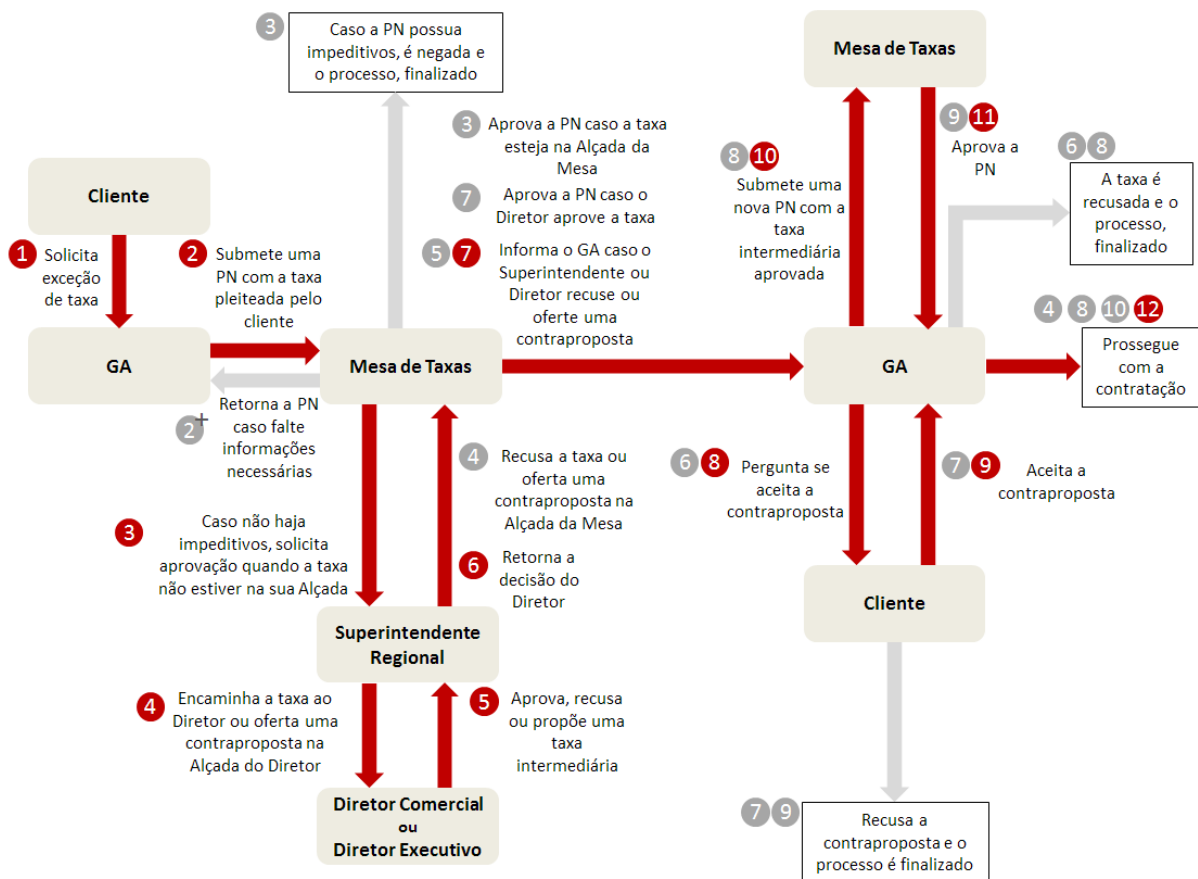 3
Caso a PN possua
impeditivos, é negada e
o processo, finalizado
Mesa de Taxas
3
Aprova a PN caso a taxa
esteja na Alçada da
Mesa
7
Aprova a PN caso o
Diretor aprove a taxa
5 7
Informa o GA caso o
Superintendente ou
Diretor recuse ou
oferte uma
contraproposta
8 10
Submete uma
nova PN com a
taxa
intermediária
aprovada
9 11
Aprova a
PN
6 8
A taxa é
recusada e o
processo,
finalizado
Cliente
1
Solicita
exceção
de taxa
2
Submete uma
PN com a taxa
pleiteada pelo
cliente
GA
Mesa de Taxas
GA
4 8 10 12
Prossegue
com a
contratação
2+
Retorna a PN
caso falte
informações
necessárias
3
Caso não haja
impeditivos, solicita
aprovação quando a taxa
não estiver na sua Alçada
4
Recusa a taxa ou
oferta uma
contraproposta na
Alçada da Mesa
6
Retorna a
decisão do
Diretor
6 8
Pergunta se
aceita a
contraproposta
7 9
Aceita a
contraproposta
Superintendente
Regional
Cliente
4
Encaminha a taxa ao
Diretor ou oferta uma
contraproposta na
Alçada do Diretor
5
Aprova, recusa
ou propõe uma
taxa
intermediária
Diretor Comercial
ou
Diretor Executivo
7 9
Recusa a
contraproposta e o
processo é finalizado